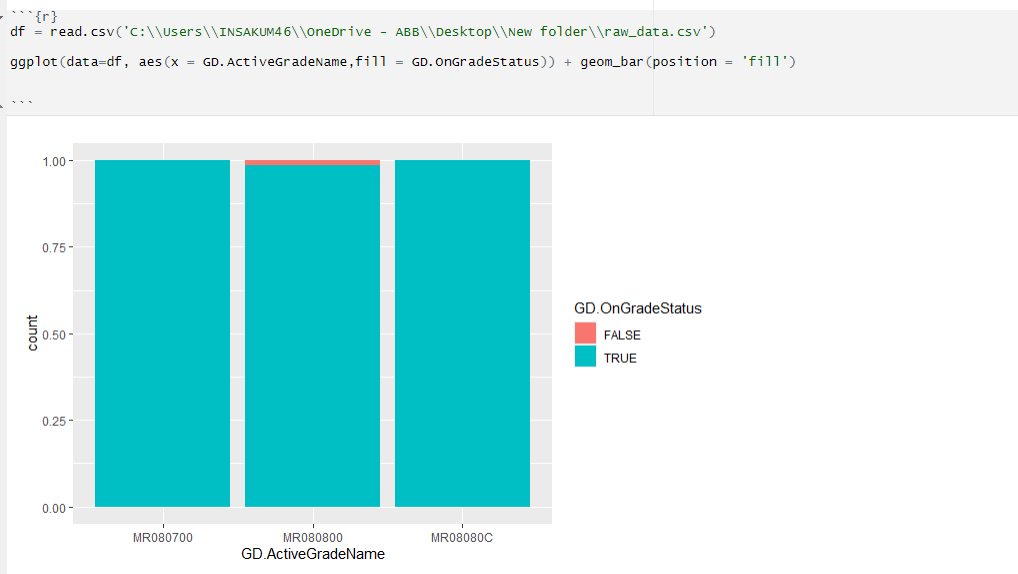 ```{r}
df = read.csv('C:\\Users\\INSAKUM46\\OneDrive - ABB\\Desktop\\New folder\\raw_data.csv')
ggplot(data=df, aes(x = GD.ActiveGradeName,fill = GD.OnGradeStatus)) + geom_bar(position = 'fill')
```
1.00
0.75
0.50
0.25
0.00
count
MR080700 MR080800 MR08080C
GD.ActiveGradeName
GD.OnGradeStatus
FALSE
TRUE